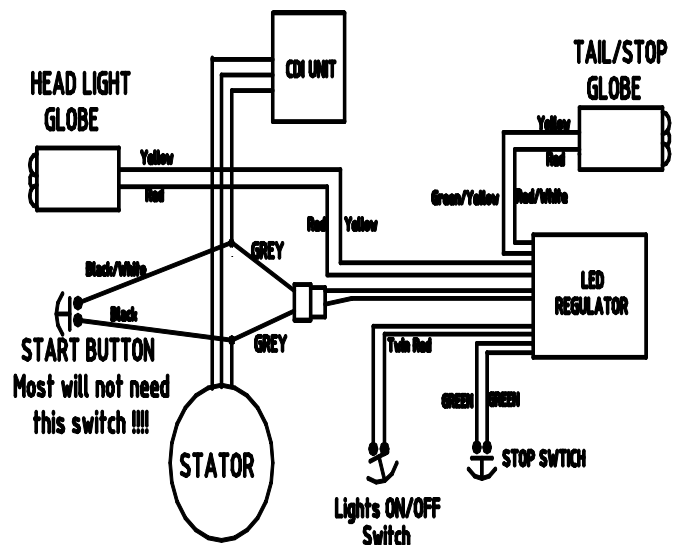 CDI UNIT
TAIL/STOP
GLOBE
HEAD LIGHT
GLOBE
Yellow
Red
Yellow
Red
Green/Yellow
Red/White
Red
Yellow
GREY
Black/White
LED
REGULATOR
Black
START BUTTON
GREY
Twin Red
Most will not need
this switch !!!!
GREEN
GREEN
STATOR
STOP SWTICH
Lights ON/OFF
Switch